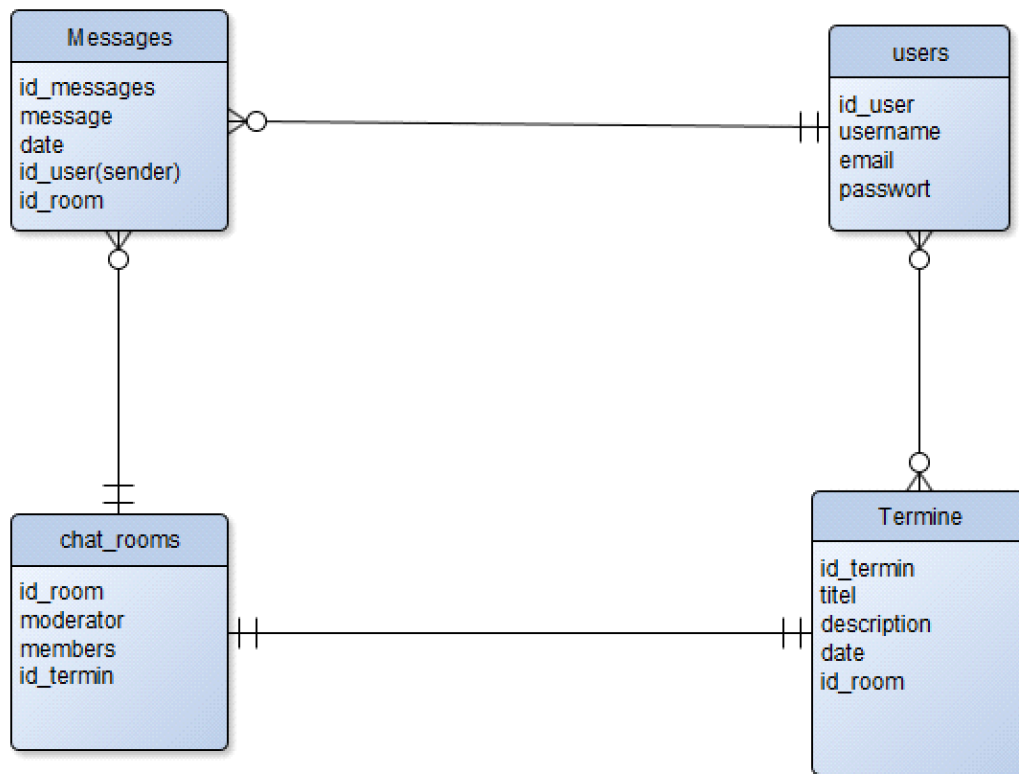 Messages
id_messages
message
date
id_user(sender)
id_room
users
id_user
username
email
passwort
chat_rooms
id_room
moderator
members
id_termin
Termine
id_termin
titel
description
date
id_room